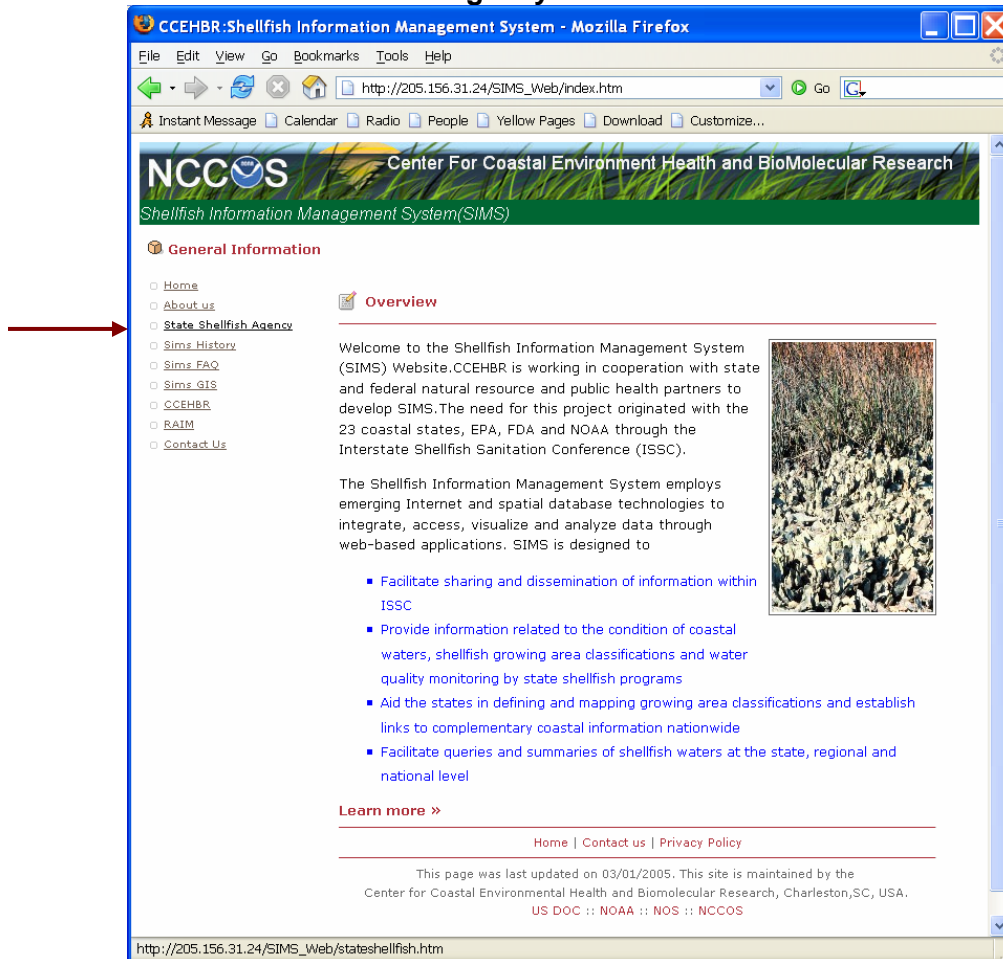 CCEHBR:Shellfish Information Management System - Mozilla Firefox
File Edit View Go Bookmarks Tools Help
http://205.156.31.24/SIMS_Web/index.htm Go G
Instant Message Calendar Radio People Yellow Pages Download Customize...
NCCOS Center For Coastal Environment Health and BioMolecular Research
Shellfish Information Management System(SIMS)
General Information
Home
About us
State Shellfish Agency
Sims History
Sims FAQ
Sims GIS
CCEHBR
RAIM
Contact Us
Overview
Welcome to the Shellfish Information Management System
(SIMS) Website.CCEHBR is working in cooperation with state
and federal natural resource and public health partners to
develop SIMS.The need for this project originated with the
23 coastal states, EPA, FDA and NOAA through the
Interstate Shellfish Sanitation Conference (ISSC).
The Shellfish Information Management System employs
emerging Internet and spatial database technologies to
integrate, access, visualize and analyze data through
web-based applications. SIMS is designed to
Facilitate sharing and dissemination of information within
ISSC
Provide information related to the condition of coastal
waters, shellfish growing area classifications and water
quality monitoring by state shellfish programs
Aid the states in defining and mapping growing area classifications and establish
links to complementary coastal information nationwide
Facilitate queries and summaries of shellfish waters at the state, regional and
national level
Learn more »
Home | Contact us | Privacy Policy
This page was last updated on 03/01/2005. This site is maintained by the
Center for Coastal Environmental Health and Biomolecular Research, Charleston,SC, USA.
US DOC :: NOAA :: NOS :: NCCOS
http://205.156.31.24/SIMS_Web/stateshellfish.htm